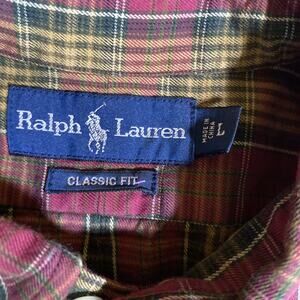 Ralph Lauren
L
MADE IN
CHINA
CLASSIC FIT